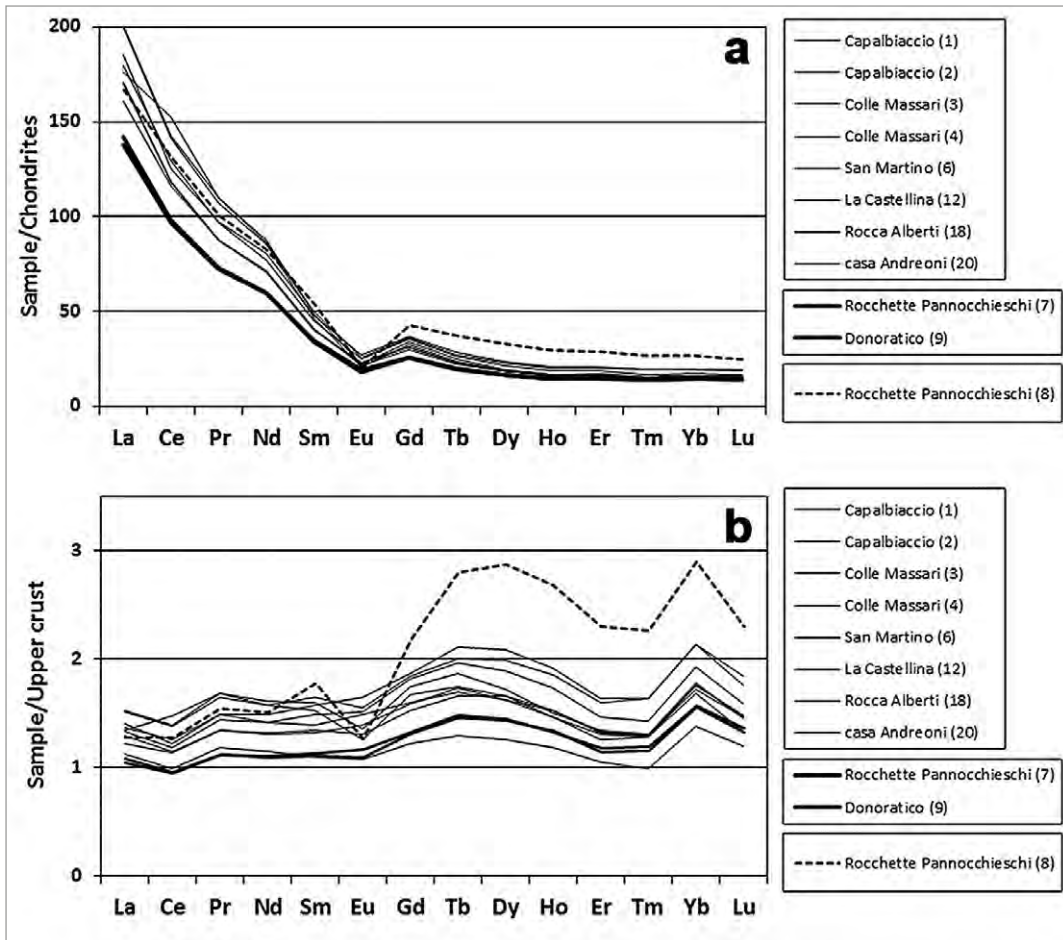 200
150
100
50
0
Sample/Chondrites
a
La Ce Pr Nd Sm Eu Gd Tb Dy Ho Er Tm Yb Lu
Capalbiaccio (1)
Capalbiaccio (2)
Colle Massari (3)
Colle Massari (4)
San Martino (6)
La Castellina (12)
Rocca Alberti (18)
casa Andreoni (20)
Rocchette Pannocchieschi (7)
Donoratico (9)
Rocchette Pannocchieschi (8)
3
2
1
0
Sample/Upper crust
b
La Ce Pr Nd Sm Eu Gd Tb Dy Ho Er Tm Yb Lu
Capalbiaccio (1)
Capalbiaccio (2)
Colle Massari (3)
Colle Massari (4)
San Martino (6)
La Castellina (12)
Rocca Alberti (18)
casa Andreoni (20)
Rocchette Pannocchieschi (7)
Donoratico (9)
Rocchette Pannocchieschi (8)